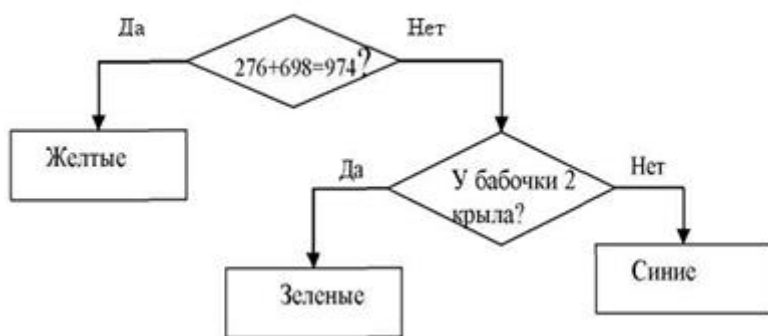 Да
Нет
276+698=974?
Желтые
Да
У бабочки 2
крыла?
Нет
Зеленые
Синие